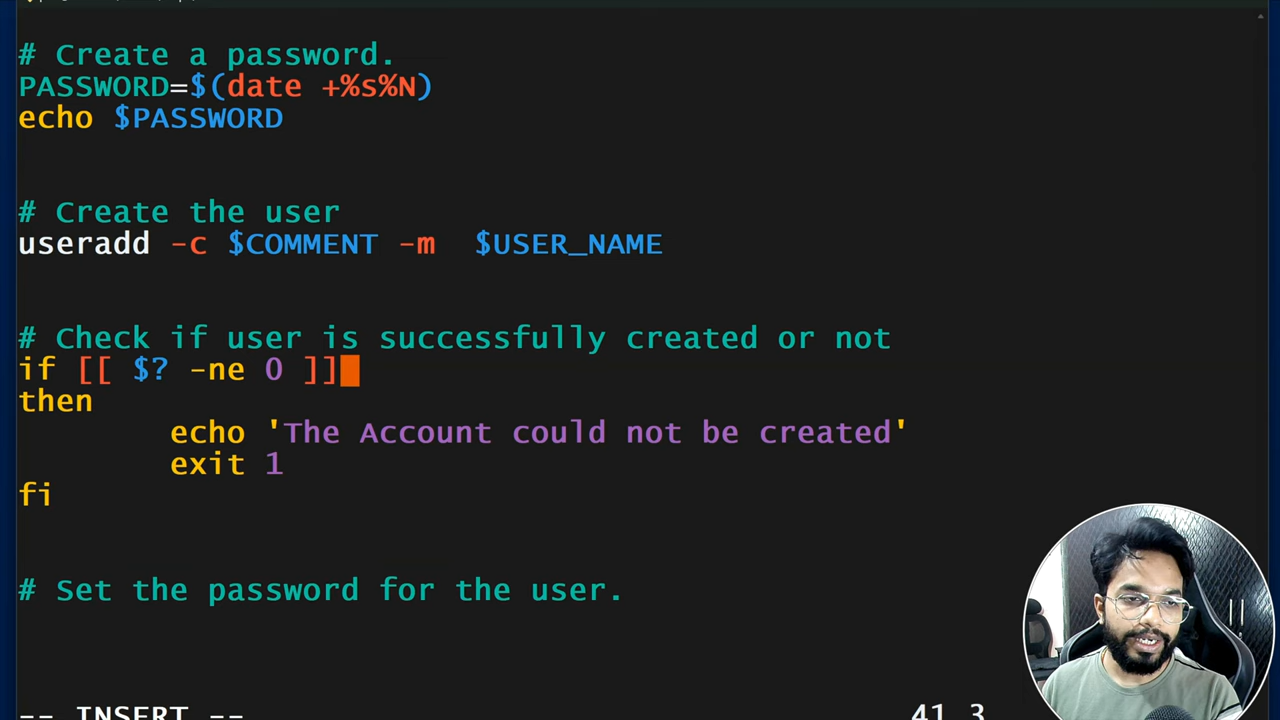 # Create a password.
PASSWORD=$(date +%s%N)
echo $PASSWORD
# Create the user
useradd -c $COMMENT -m  $USER_NAME
# Check if user is successfully created or not
if [[ $? -ne 0 ]]
then
        echo 'The Account could not be created'
        exit 1
fi
# Set the password for the user.
-- INSERT --
41,3